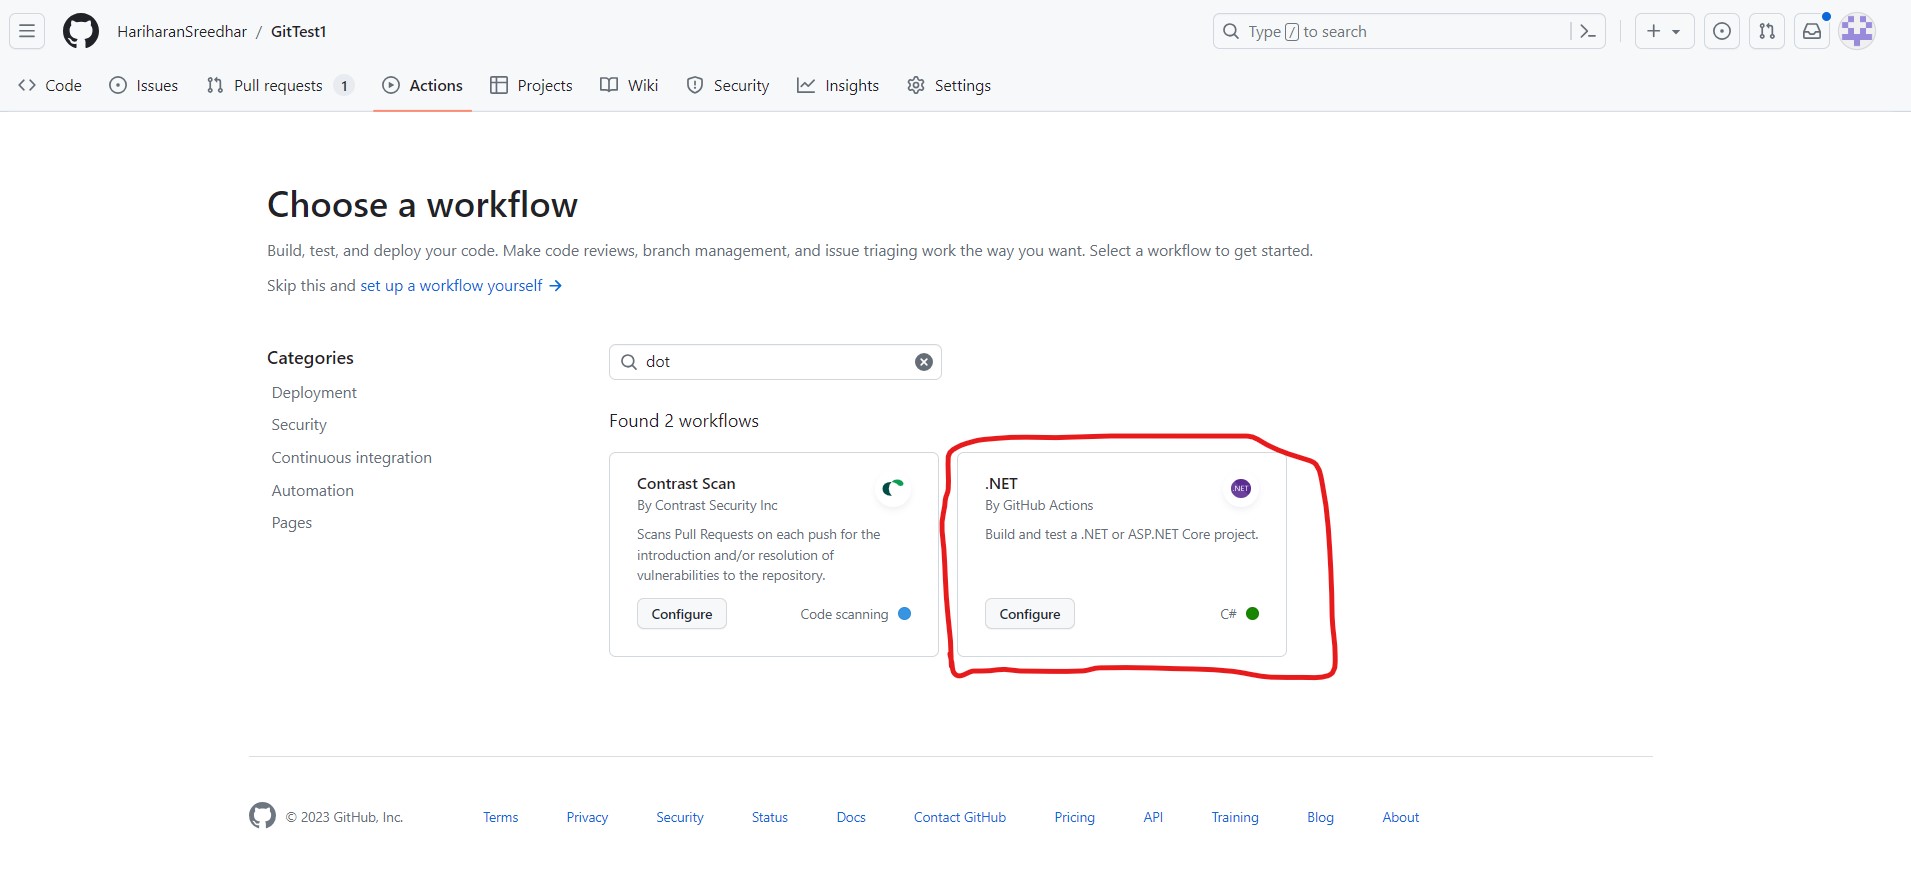 HariharanSreedhar / GitTest1
Type / to search
Code Issues Pull requests 1 Actions Projects Wiki Security Insights Settings
Choose a workflow
Build, test, and deploy your code. Make code reviews, branch management, and issue triaging work the way you want. Select a workflow to get started.
Skip this and set up a workflow yourself →
Categories
Deployment
Security
Continuous integration
Automation
Pages
dot
Found 2 workflows
Contrast Scan
By Contrast Security Inc
Scans Pull Requests on each push for the
introduction and/or resolution of
vulnerabilities to the repository.
Configure
Code scanning
.NET
.NET
By GitHub Actions
Build and test a .NET or ASP.NET Core project.
Configure
C#
© 2023 GitHub, Inc.
Terms Privacy Security Status Docs Contact GitHub Pricing API Training Blog About